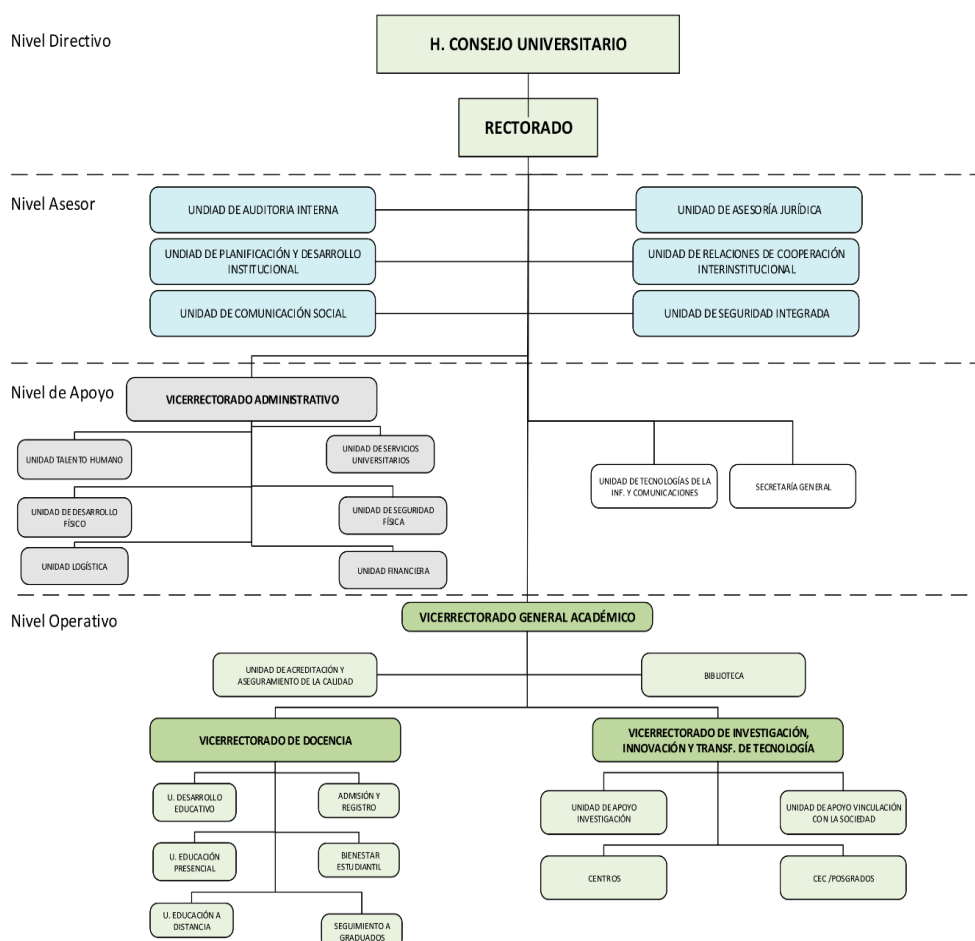 Nivel Directivo
H. CONSEJO UNIVERSITARIO
RECTORADO
Nivel Asesor
UNDIAD DE AUDITORIA INTERNA
UNIDAD DE ASESORÍA JURÍDICA
UNDIAD DE PLANIFICACIÓN Y DESARROLLO
INSTITUCIONAL
UNIDAD DE RELACIONES DE COOPERACIÓN
INTERINSTITUCIONAL
UNIDAD DE COMUNICACIÓN SOCIAL
UNIDAD DE SEGURIDAD INTEGRADA
Nivel de Apoyo
VICERRECTORADO ADMINISTRATIVO
UNIDAD TALENTO HUMANO
UNIDAD DE SERVICIOS
UNIVERSITARIOS
UNIDAD DE DESARROLLO
FÍSICO
UNIDAD DE SEGURIDAD
FÍSICA
UNIDAD LOGÍSTICA
UNIDAD FINANCIERA
UNIDAD DE TECNOLOGÍAS DE LA
INF. Y COMUNICACIONES
SECRETARÍA GENERAL
Nivel Operativo
VICERRECTORADO GENERAL ACADÉMICO
UNIDAD DE ACREDITACIÓN Y
ASEGURAMIENTO DE LA CALIDAD
BIBLIOTECA
VICERRECTORADO DE DOCENCIA
VICERRECTORADO DE INVESTIGACIÓN,
INNOVACIÓN Y TRANSF. DE TECNOLOGÍA
U. DESARROLLO
EDUCATIVO
ADMISIÓN Y
REGISTRO
U. EDUCACIÓN
PRESENCIAL
BIENESTAR
ESTUDIANTIL
U. EDUCACIÓN A
DISTANCIA
SEGUIMIENTO A
GRADUADOS
UNIDAD DE APOYO
INVESTIGACIÓN
UNIDAD DE APOYO VINCULACIÓN
CON LA SOCIEDAD
CENTROS
CEC /POSGRADOS